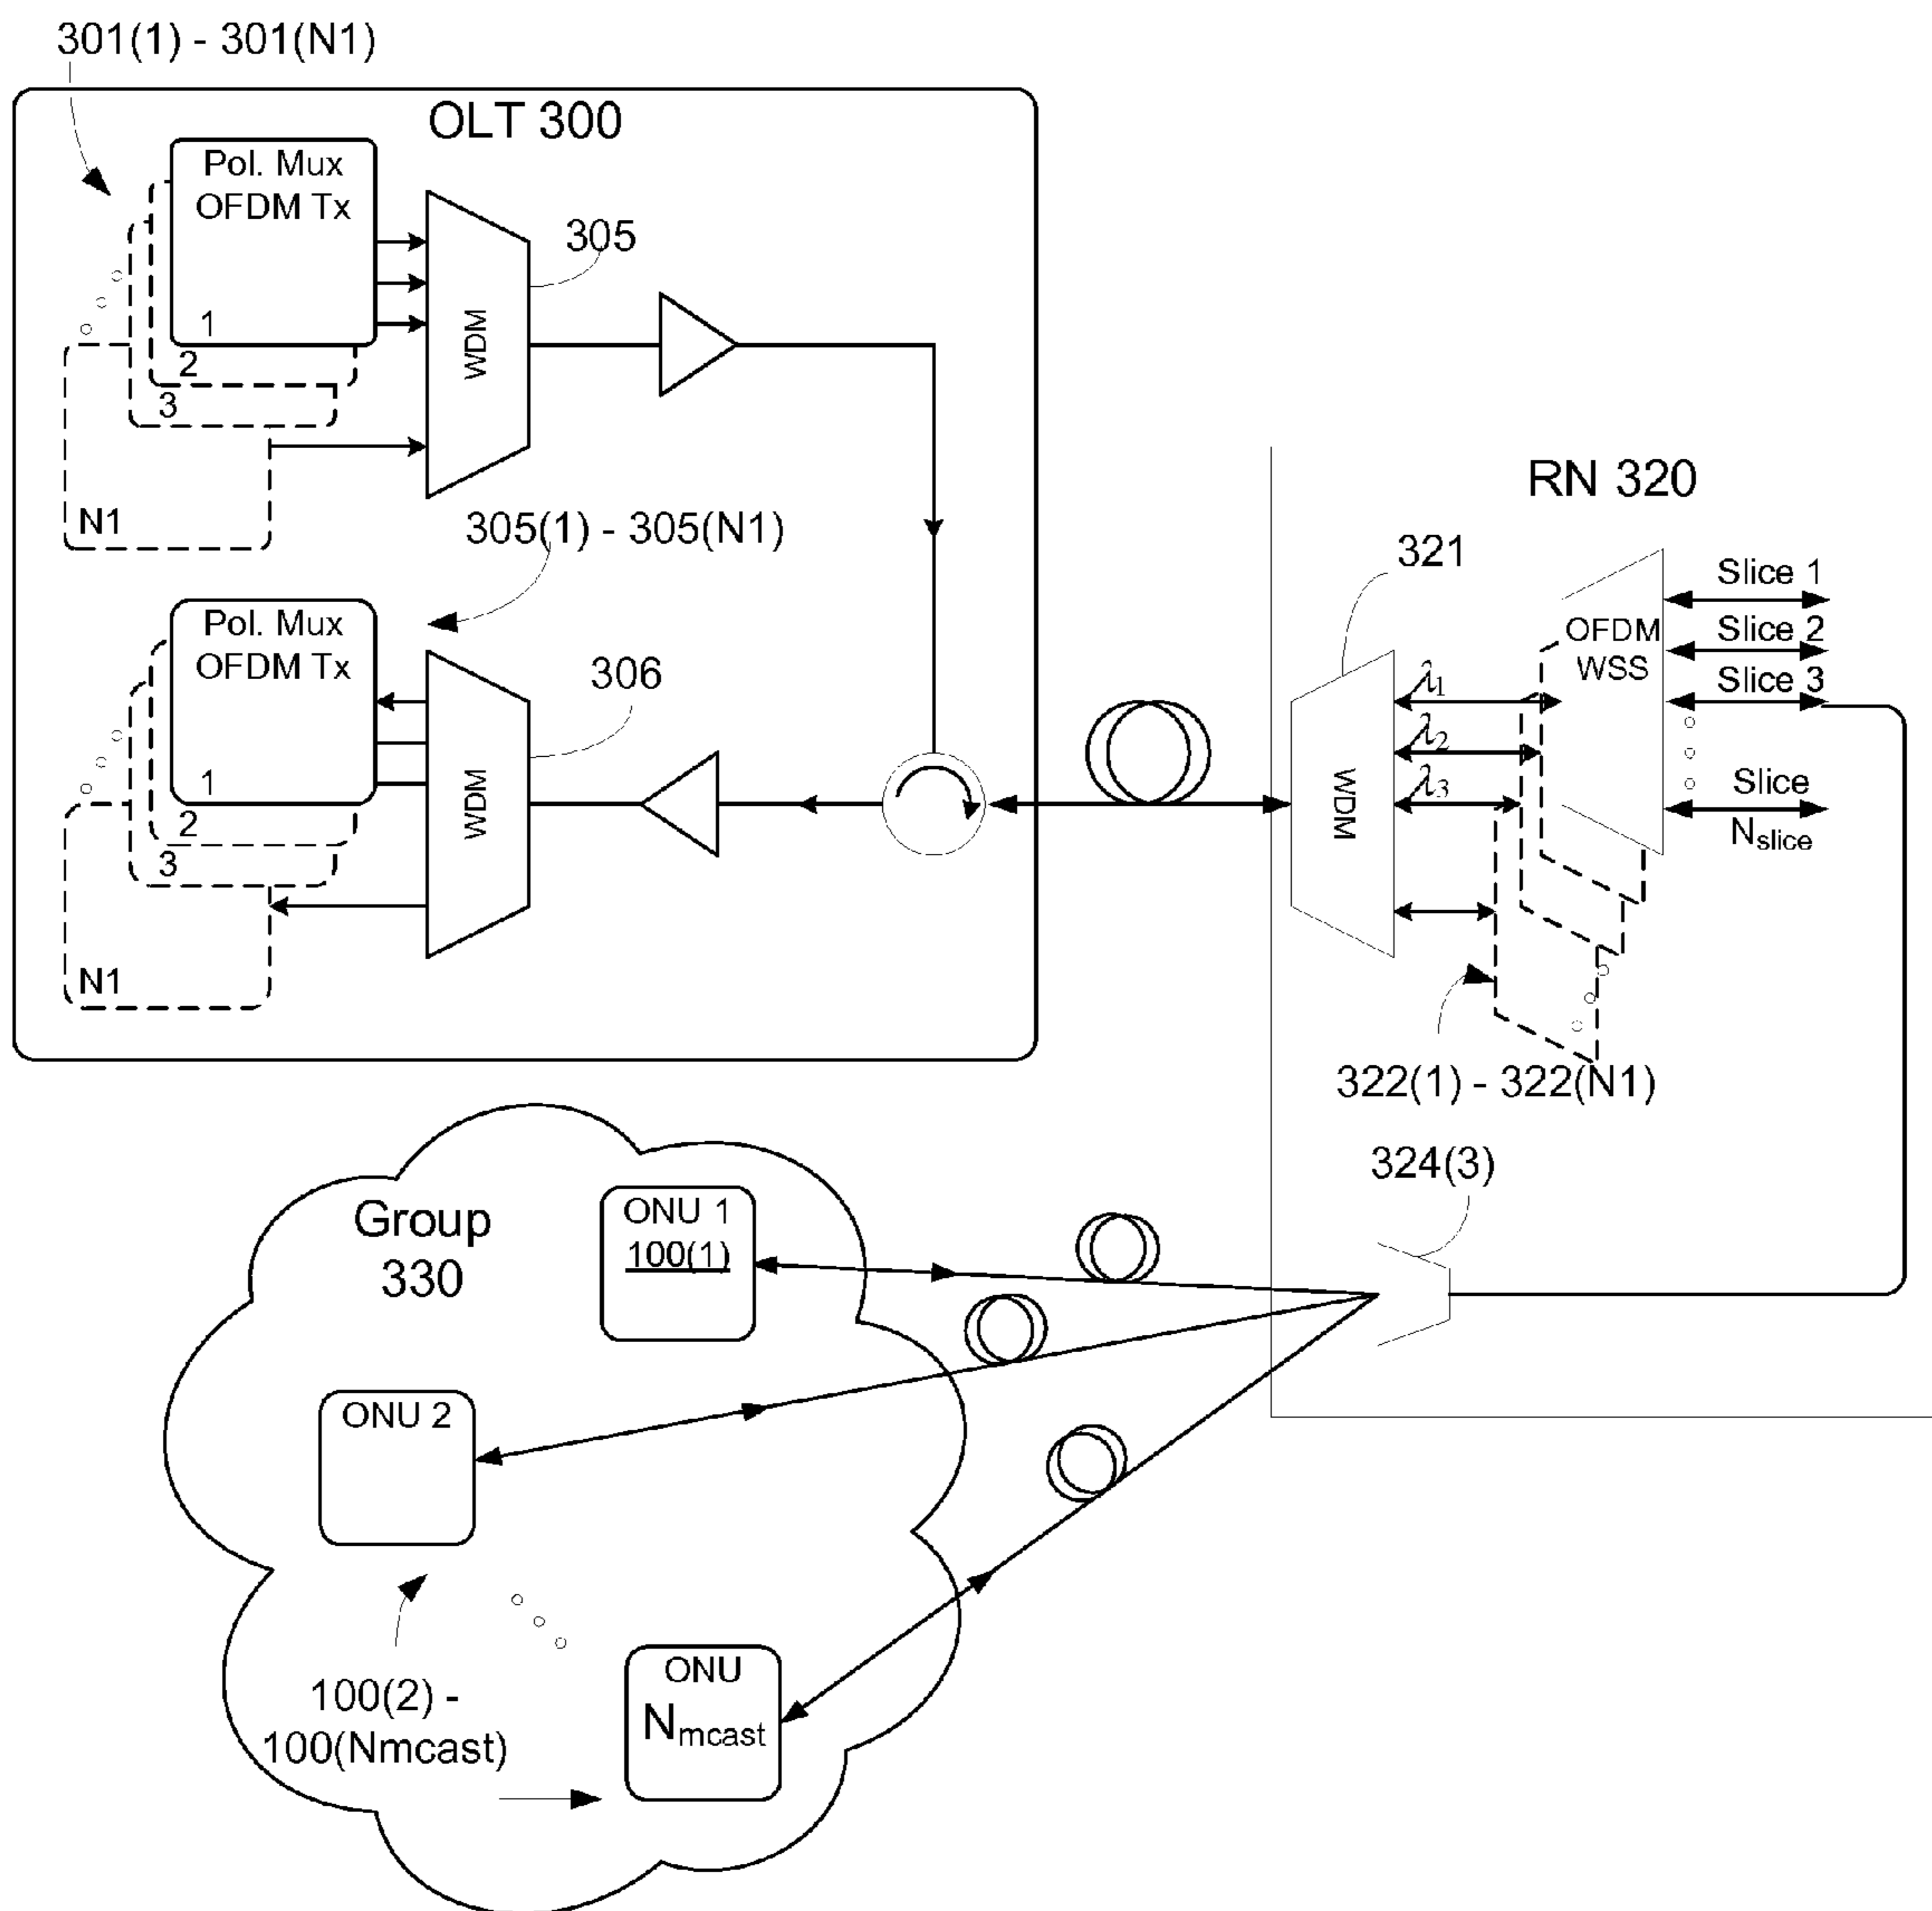 301(1) - 301(N1)
OLT 300
Pol. Mux
OFDM Tx
1
2
3
N1
WDM
305
305(1) - 305(N1)
Pol. Mux
OFDM Tx
1
2
3
N1
WDM
306
RN 320
321
WDM
λ1
λ2
λ3
OFDM
WSS
Slice 1
Slice 2
Slice 3
Slice
Nslice
322(1) - 322(N1)
324(3)
Group
330
ONU 1
100(1)
ONU 2
100(2) -
100(Nmcast)
ONU
Nmcast